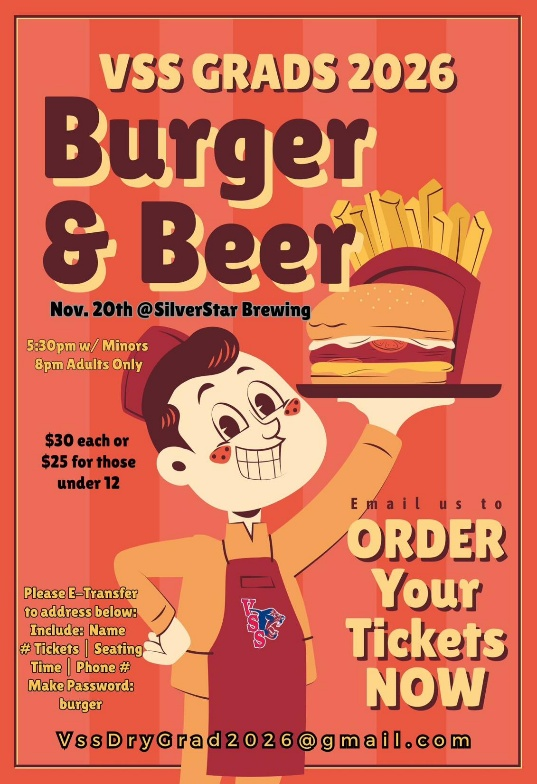 VSS GRADS 2026
Burger
& Beer
Nov. 20th @SilverStar Brewing
5:30pm w/ Minors
8pm Adults Only
$30 each or
$25 for those
under 12
Email us to
ORDER
Your
Tickets
NOW
Please E-Transfer
to address below:
Include: Name
# Tickets | Seating
Time | Phone #
Make Password:
burger
VSS
VssDryGrad2026@gmail.com